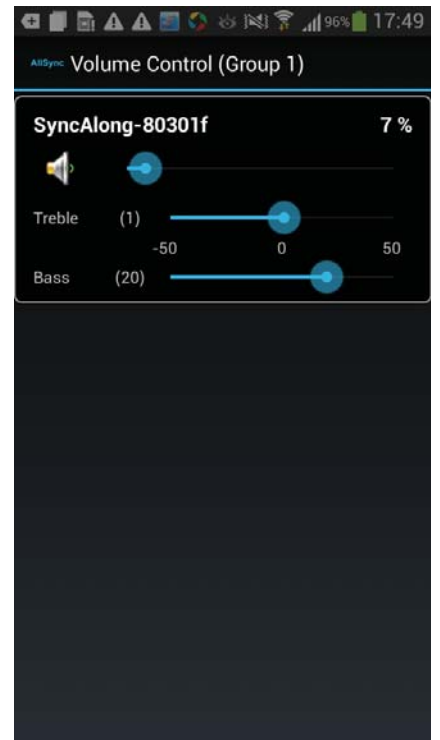 96% 17:49
AllSync Volume Control (Group 1)
SyncAlong-80301f 7 %
Treble (1)
-50 0 50
Bass (20)